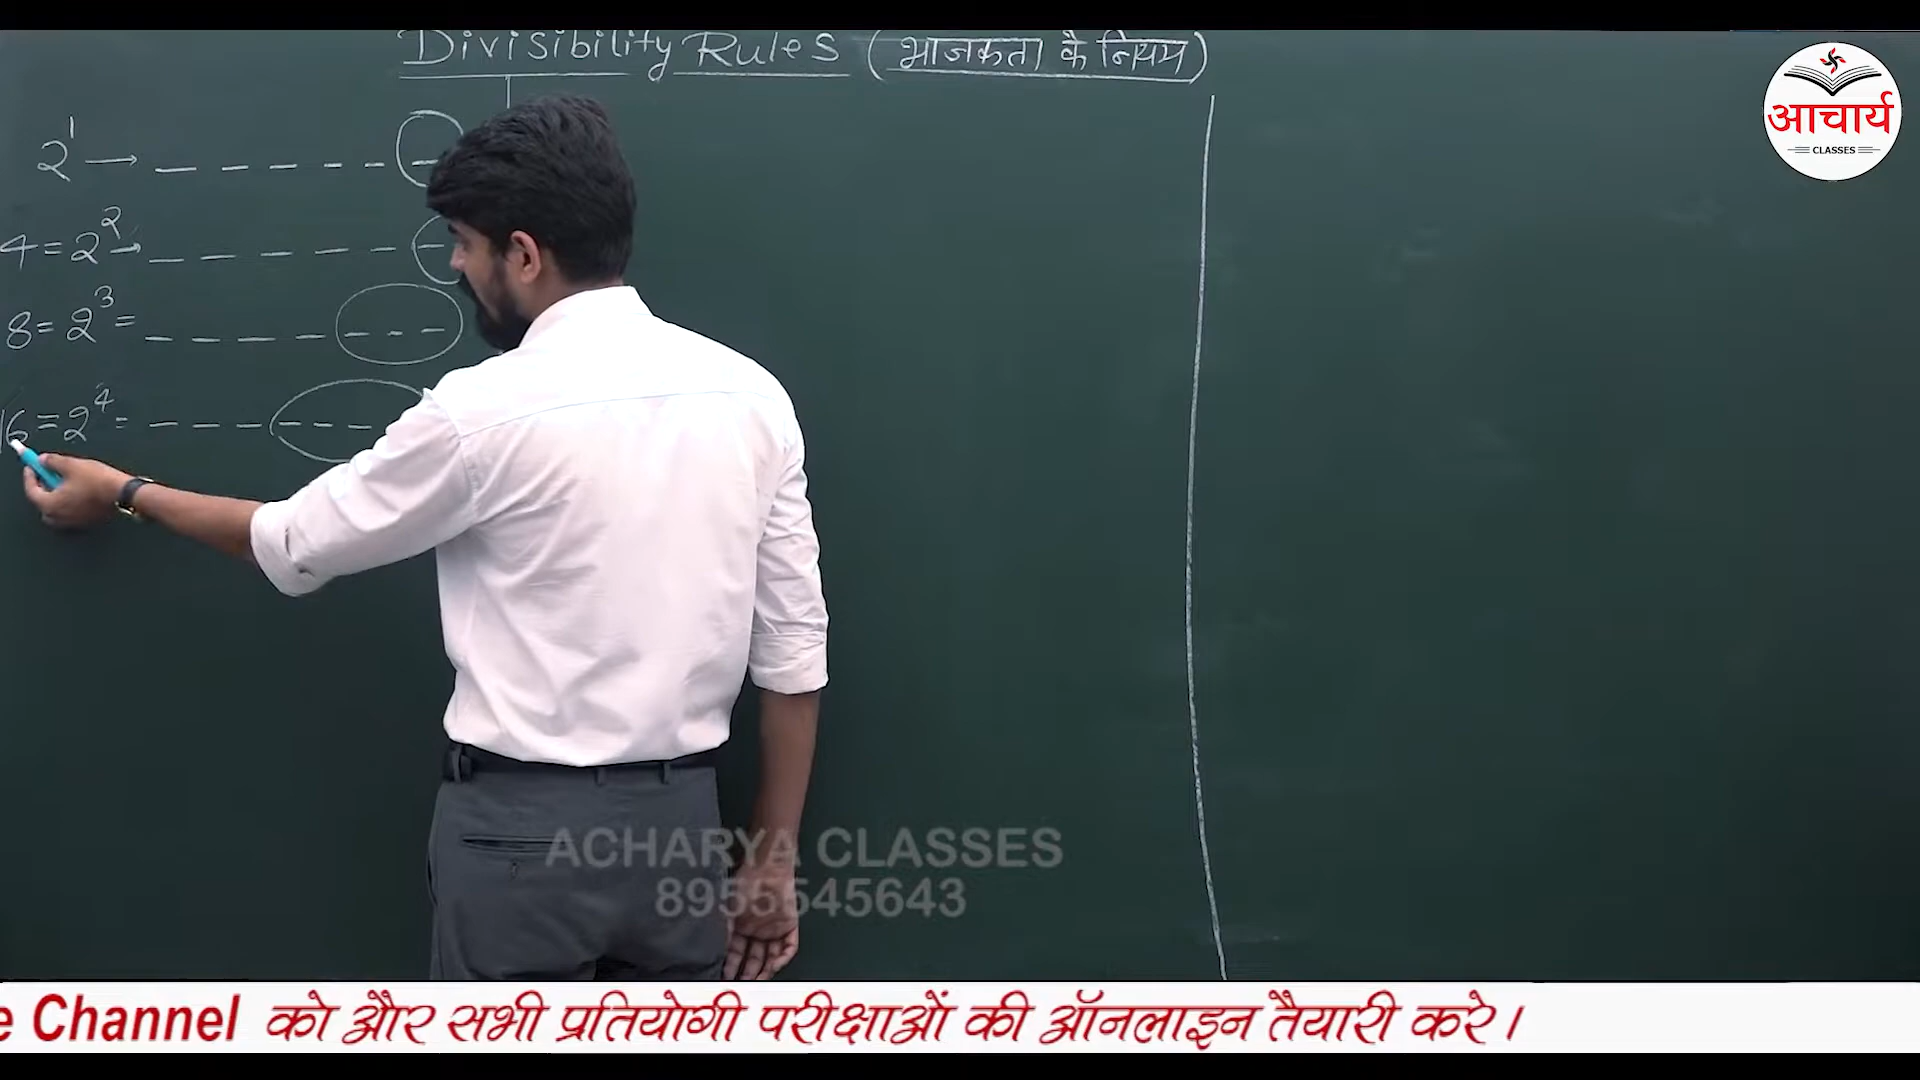 Divisibility Rules (भाजकता के नियम)
2¹ → _ _ _ _ _ _
4 = 2² → _ _ _ _ _ _
8 = 2³ = _ _ _ _ _ _ _
16 = 2⁴ = _ _ _ _ _ _
आचार्य
CLASSES
ACHARYA CLASSES
8955545643
e Channel को और सभी प्रतियोगी परीक्षाओं की ऑनलाइन तैयारी करे।